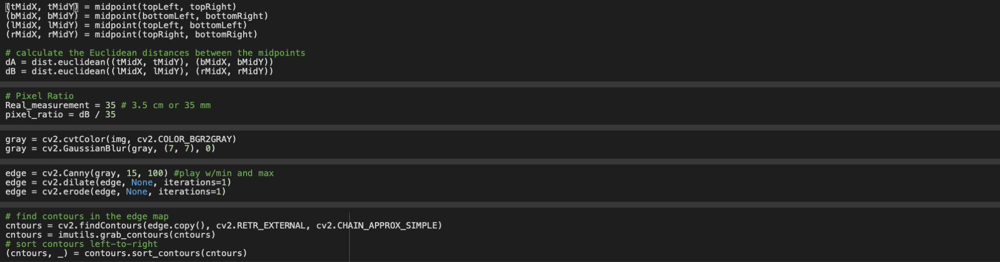 (tMidX, tMidY) = midpoint(topLeft, topRight)
(bMidX, bMidY) = midpoint(bottomLeft, bottomRight)
(lMidX, lMidY) = midpoint(topLeft, bottomLeft)
(rMidX, rMidY) = midpoint(topRight, bottomRight)
# calculate the Euclidean distances between the midpoints
dA = dist.euclidean((tMidX, tMidY), (bMidX, bMidY))
dB = dist.euclidean((lMidX, lMidY), (rMidX, rMidY))
# Pixel Ratio
Real_measurement = 35 # 3.5 cm or 35 mm
pixel_ratio = dB / 35
gray = cv2.cvtColor(img, cv2.COLOR_BGR2GRAY)
gray = cv2.GaussianBlur(gray, (7, 7), 0)
edge = cv2.Canny(gray, 15, 100) #play w/min and max
edge = cv2.dilate(edge, None, iterations=1)
edge = cv2.erode(edge, None, iterations=1)
# find contours in the edge map
cntours = cv2.findContours(edge.copy(), cv2.RETR_EXTERNAL, cv2.CHAIN_APPROX_SIMPLE)
cntours = imutils.grab_contours(cntours)
# sort contours left-to-right
(cntours, _) = contours.sort_contours(cntours)